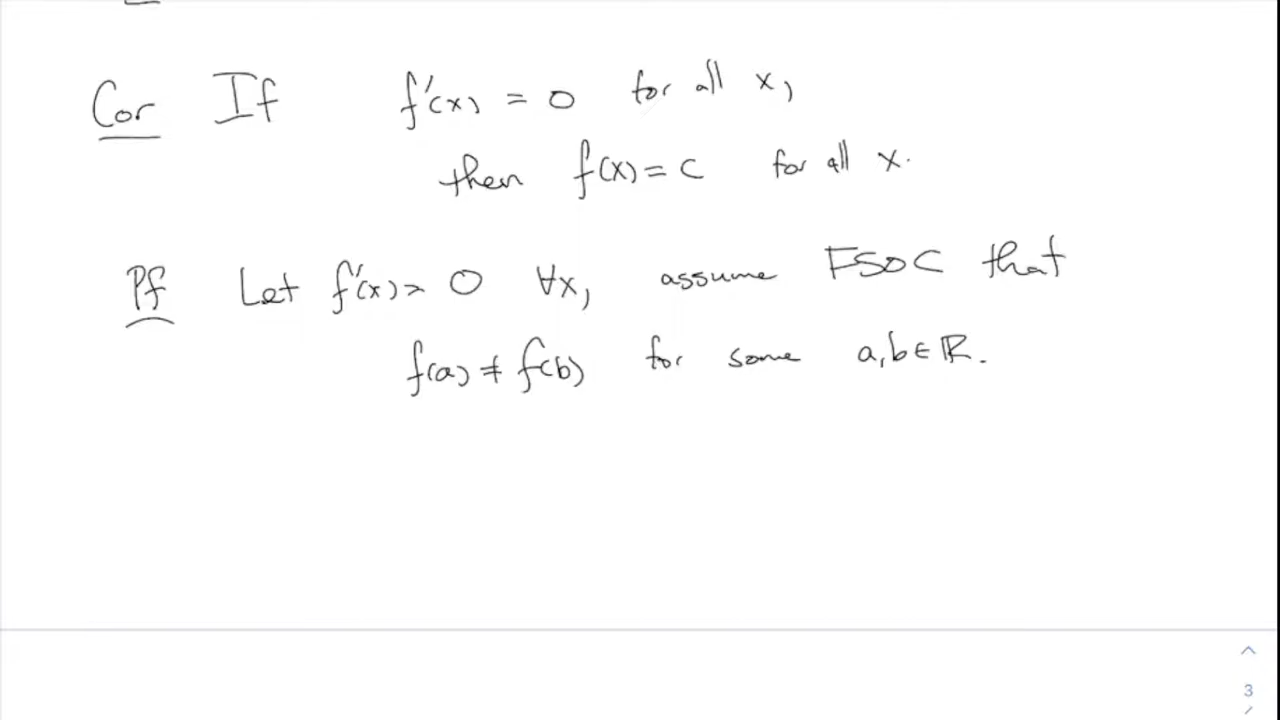 Cor If f'(x) = 0 for all x,
then f(x) = c for all x.
Pf Let f'(x) = 0 ∀x, assume FSOC that
f(a) ≠ f(b) for some a, b ∈ ℝ.
3